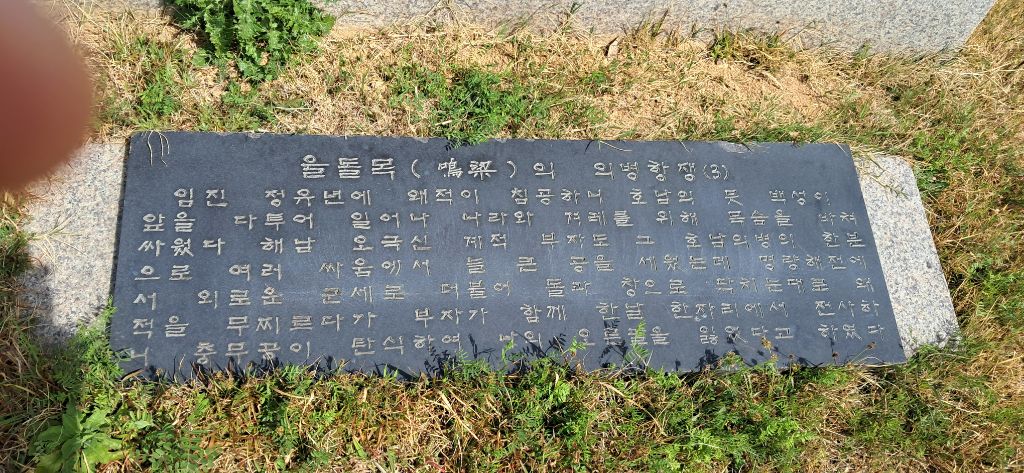 울돌목(鳴梁)의 의병항쟁(3)
임진 정유년에 왜적이 침공하니 호남의 뜻 백성이
앞을 다투어 일어나 나라와 겨레를 위해 목숨을 바쳐
싸웠다 해남 오극신 계적 부자도 그 호남의병의 한분
으로 여러 싸움에서 늘 큰 공을 세웠는데 명량해전에
서 외로운 군세로 더불어 돌과 창으로 닥치는대로 왜
적을 무찌르다가 부자가 함께 한날 한자리에서 전사하
니 충무공이 탄식하여 나의 오른팔을 잃었다고 하였다